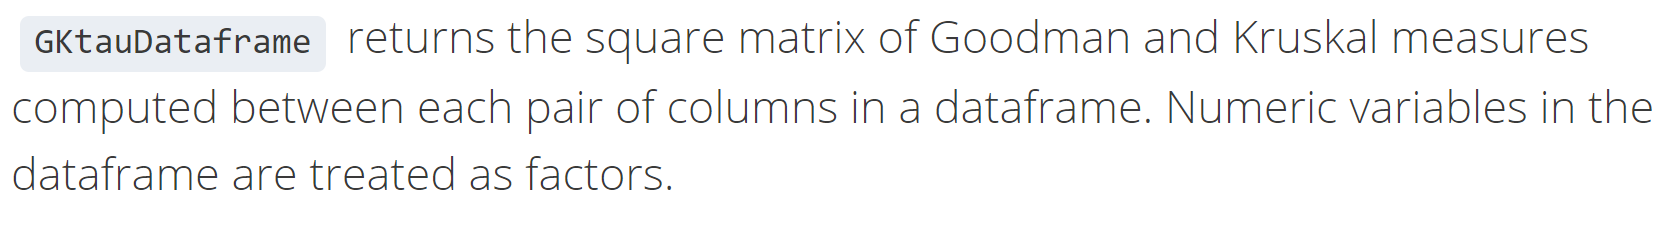 GKtauDataframe returns the square matrix of Goodman and Kruskal measures
computed between each pair of columns in a dataframe. Numeric variables in the
dataframe are treated as factors.